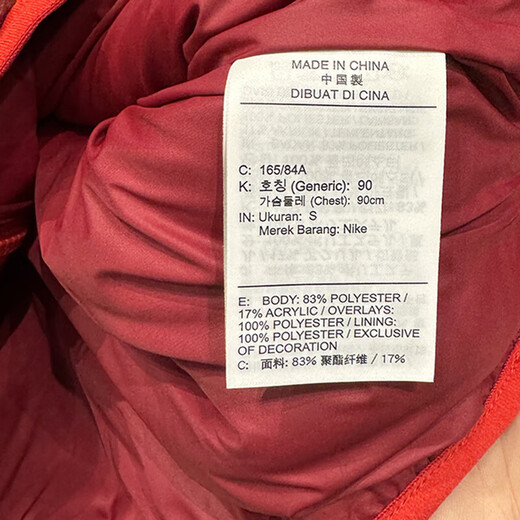 MADE IN CHINA
中国製
DIBUAT DI CINA
C: 165/84A
K: 호칭 (Generic): 90
가슴둘레 (Chest): 90cm
IN: Ukuran: S
Merek Barang: Nike
E: BODY: 83% POLYESTER /
17% ACRYLIC / OVERLAYS:
100% POLYESTER / LINING:
100% POLYESTER / EXCLUSIVE
OF DECORATION
C: 面料: 83% 聚酯纤维 / 17%